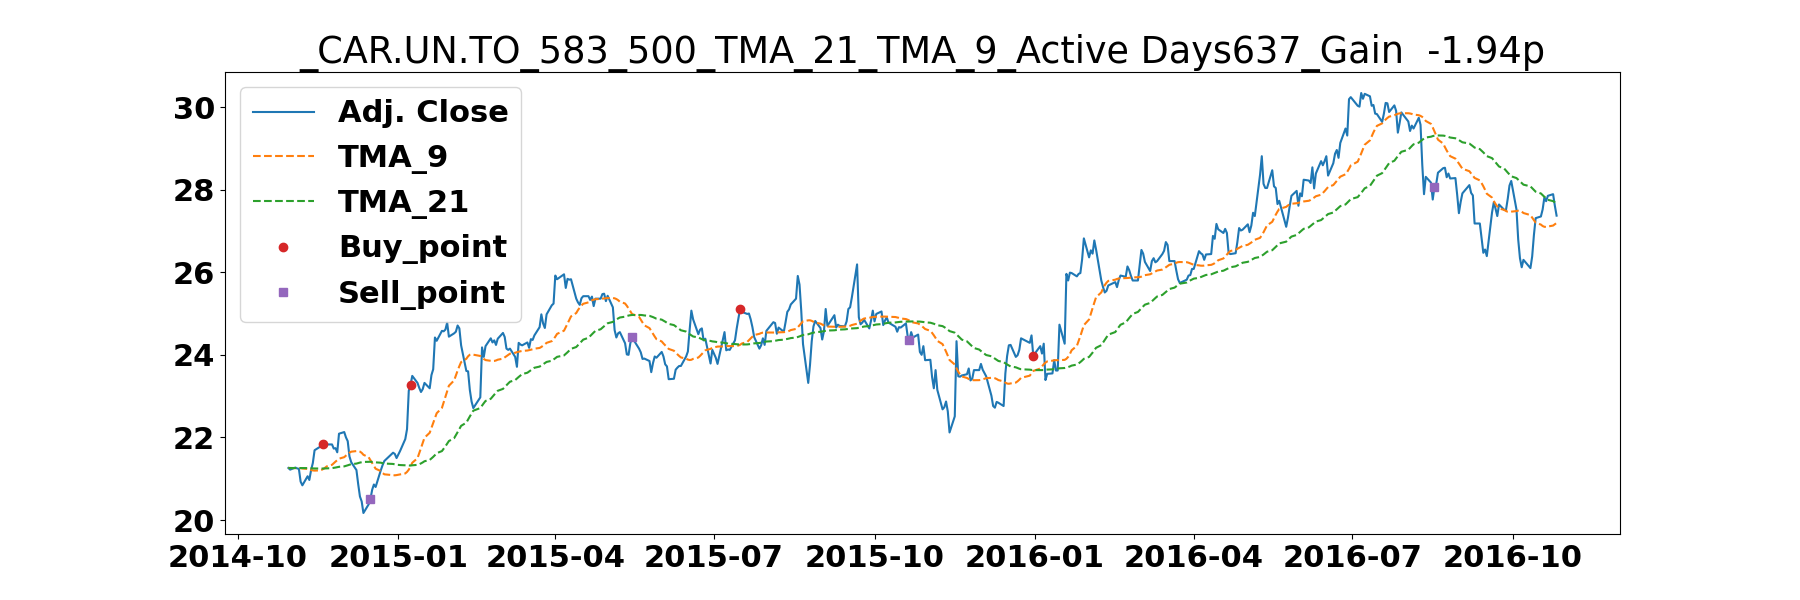 _CAR.UN.TO_583_500_TMA_21_TMA_9_Active Days637_Gain  -1.94p
Adj. Close
TMA_9
TMA_21
Buy_point
Sell_point
30
28
26
24
22
20
2014-10 2015-01 2015-04 2015-07 2015-10 2016-01 2016-04 2016-07 2016-10